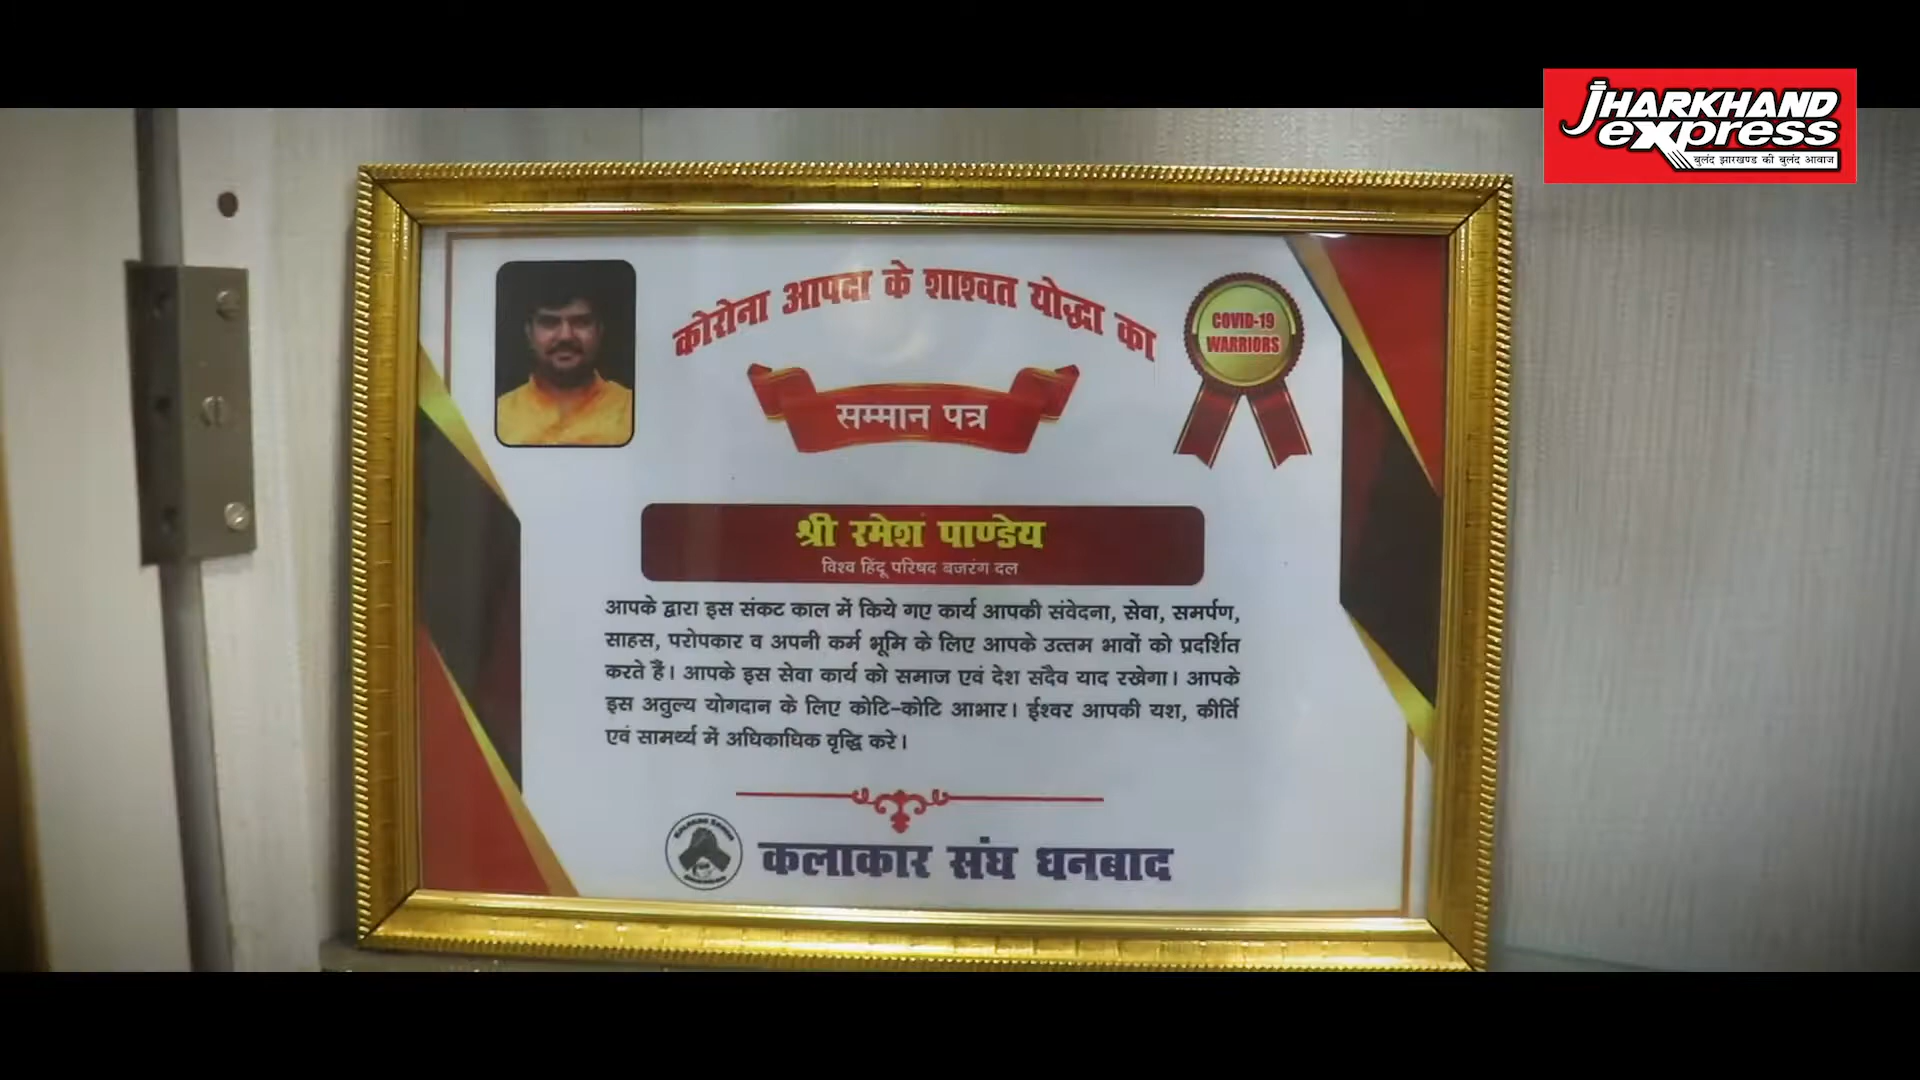 JHARKHAND
express
बुलंद झारखण्ड की बुलंद आवाज
कोरोना आपदा के शाश्वत योद्धा का
सम्मान पत्र
COVID-19
WARRIORS
श्री रमेश पाण्डेय
विश्व हिंदू परिषद बजरंग दल
आपके द्वारा इस संकट काल में किये गए कार्य आपकी संवेदना, सेवा, समर्पण,
साहस, परोपकार व अपनी कर्म भूमि के लिए आपके उत्तम भावों को प्रदर्शित
करते हैं। आपके इस सेवा कार्य को समाज एवं देश सदैव याद रखेगा। आपके
इस अतुल्य योगदान के लिए कोटि-कोटि आभार। ईश्वर आपकी यश, कीर्ति
एवं सामर्थ्य में अधिकाधिक वृद्धि करे।
कलाकार संघ धनबाद